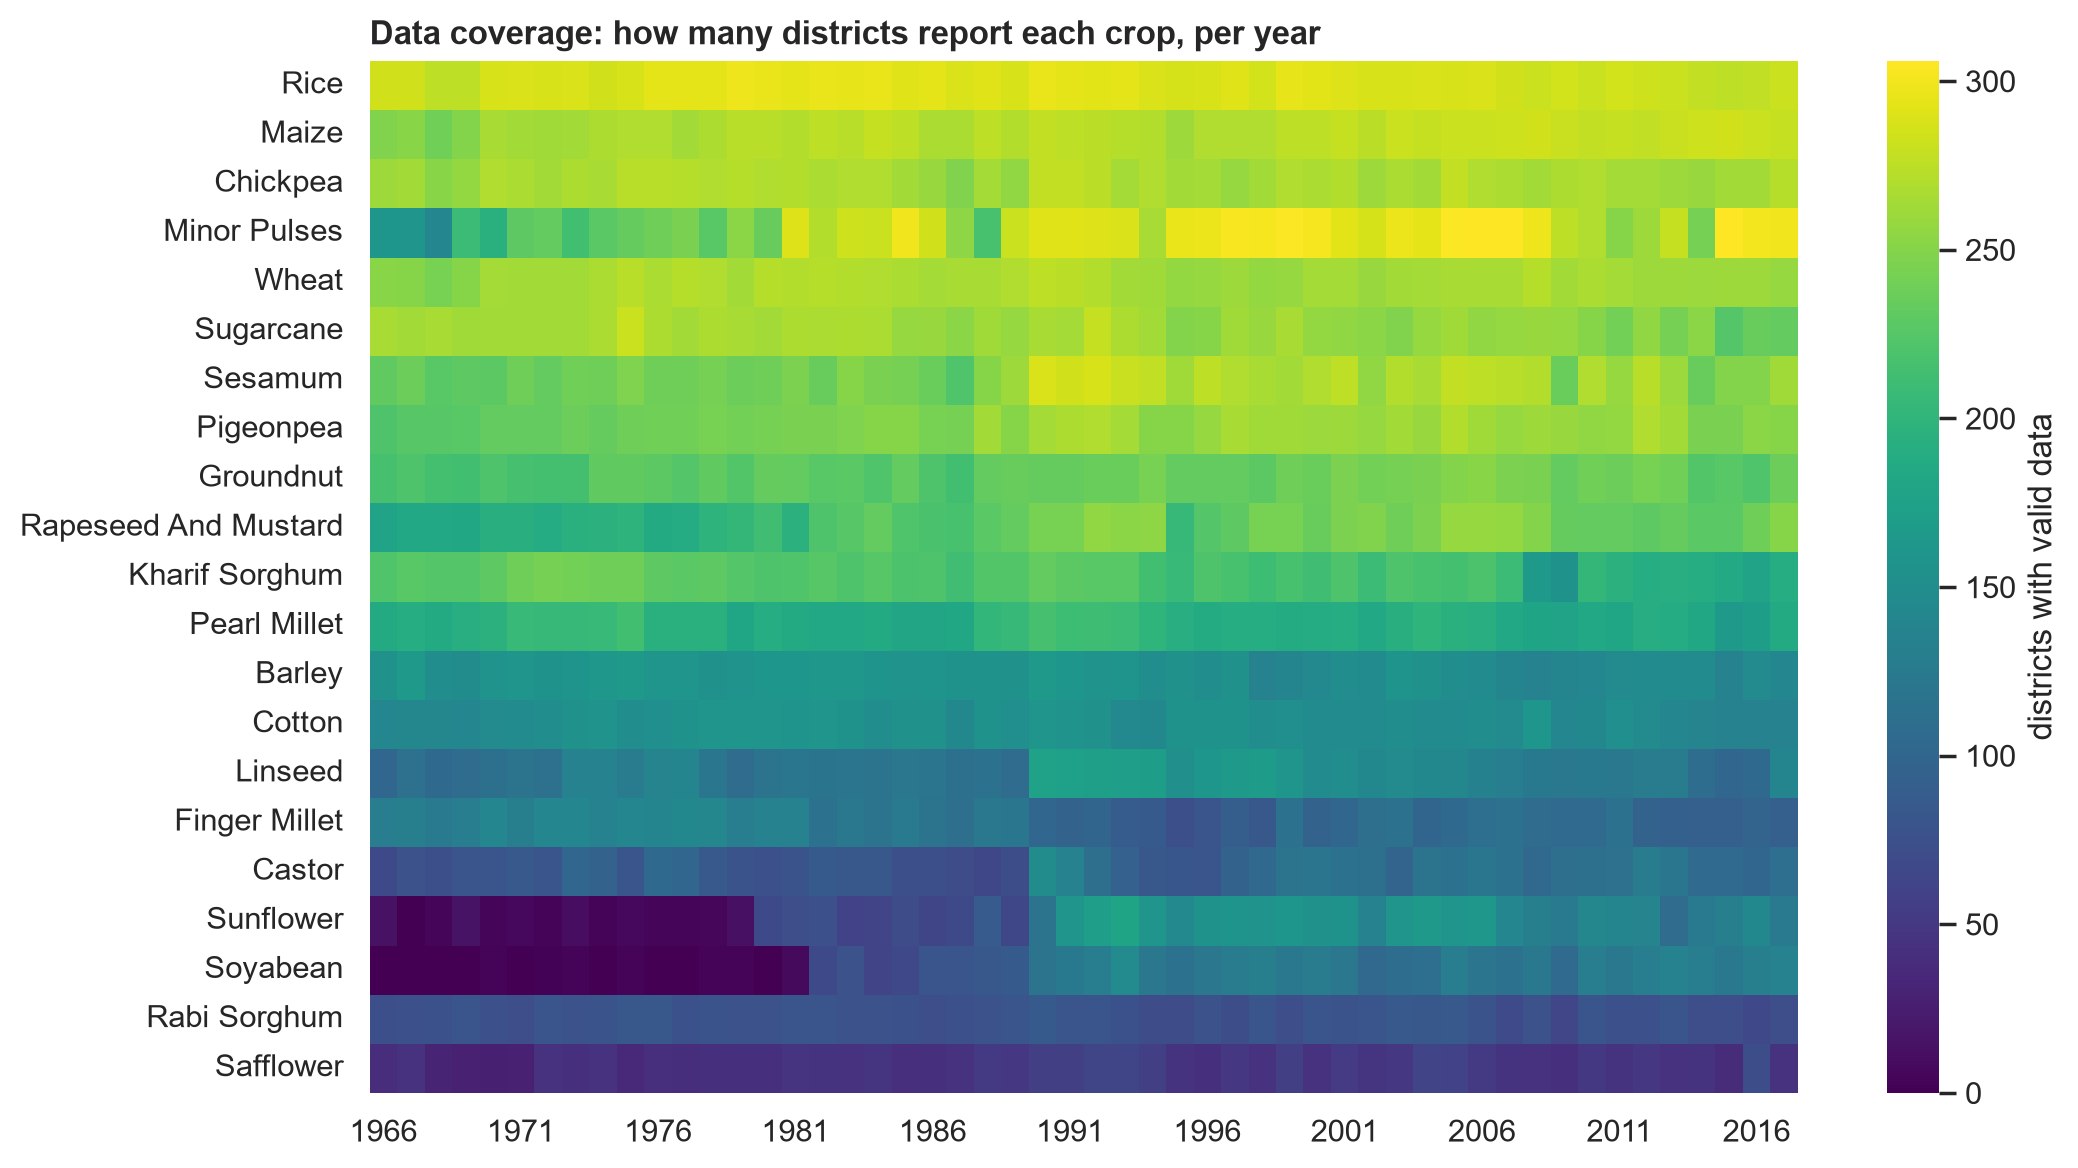 Data coverage: how many districts report each crop, per year
Rice
Maize
Chickpea
Minor Pulses
Wheat
Sugarcane
Sesamum
Pigeonpea
Groundnut
Rapeseed And Mustard
Kharif Sorghum
Pearl Millet
Barley
Cotton
Linseed
Finger Millet
Castor
Sunflower
Soyabean
Rabi Sorghum
Safflower
1966 1971 1976 1981 1986 1991 1996 2001 2006 2011 2016
300
250
200
150
100
50
0
districts with valid data